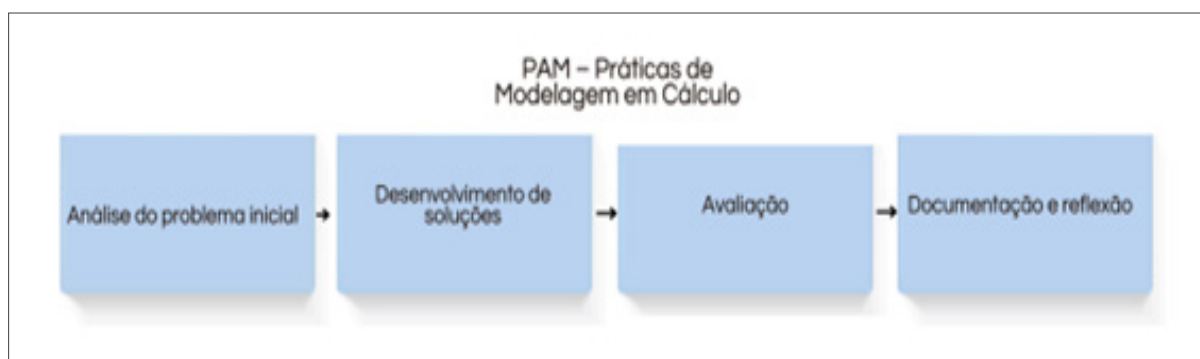 PAM – Práticas de
Modelagem em Cálculo
Análise do problema inicial
Desenvolvimento de
soluções
Avaliação
Documentação e reflexão